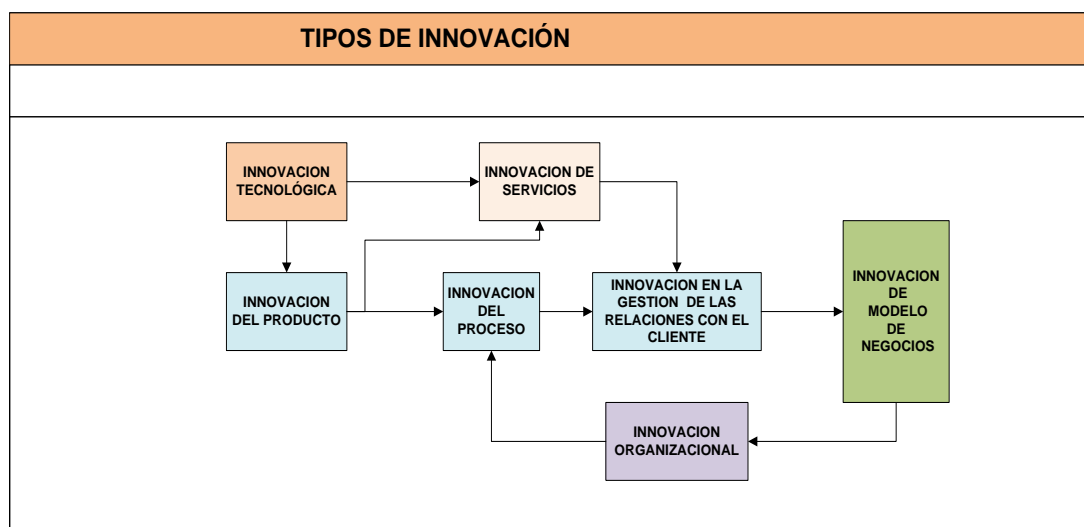 TIPOS DE INNOVACIÓN
INNOVACION
TECNOLÓGICA
INNOVACION DE
SERVICIOS
INNOVACION
DEL PRODUCTO
INNOVACION
DEL
PROCESO
INNOVACION EN LA
GESTION DE LAS
RELACIONES CON EL
CLIENTE
INNOVACION
DE
MODELO
DE
NEGOCIOS
INNOVACION
ORGANIZACIONAL